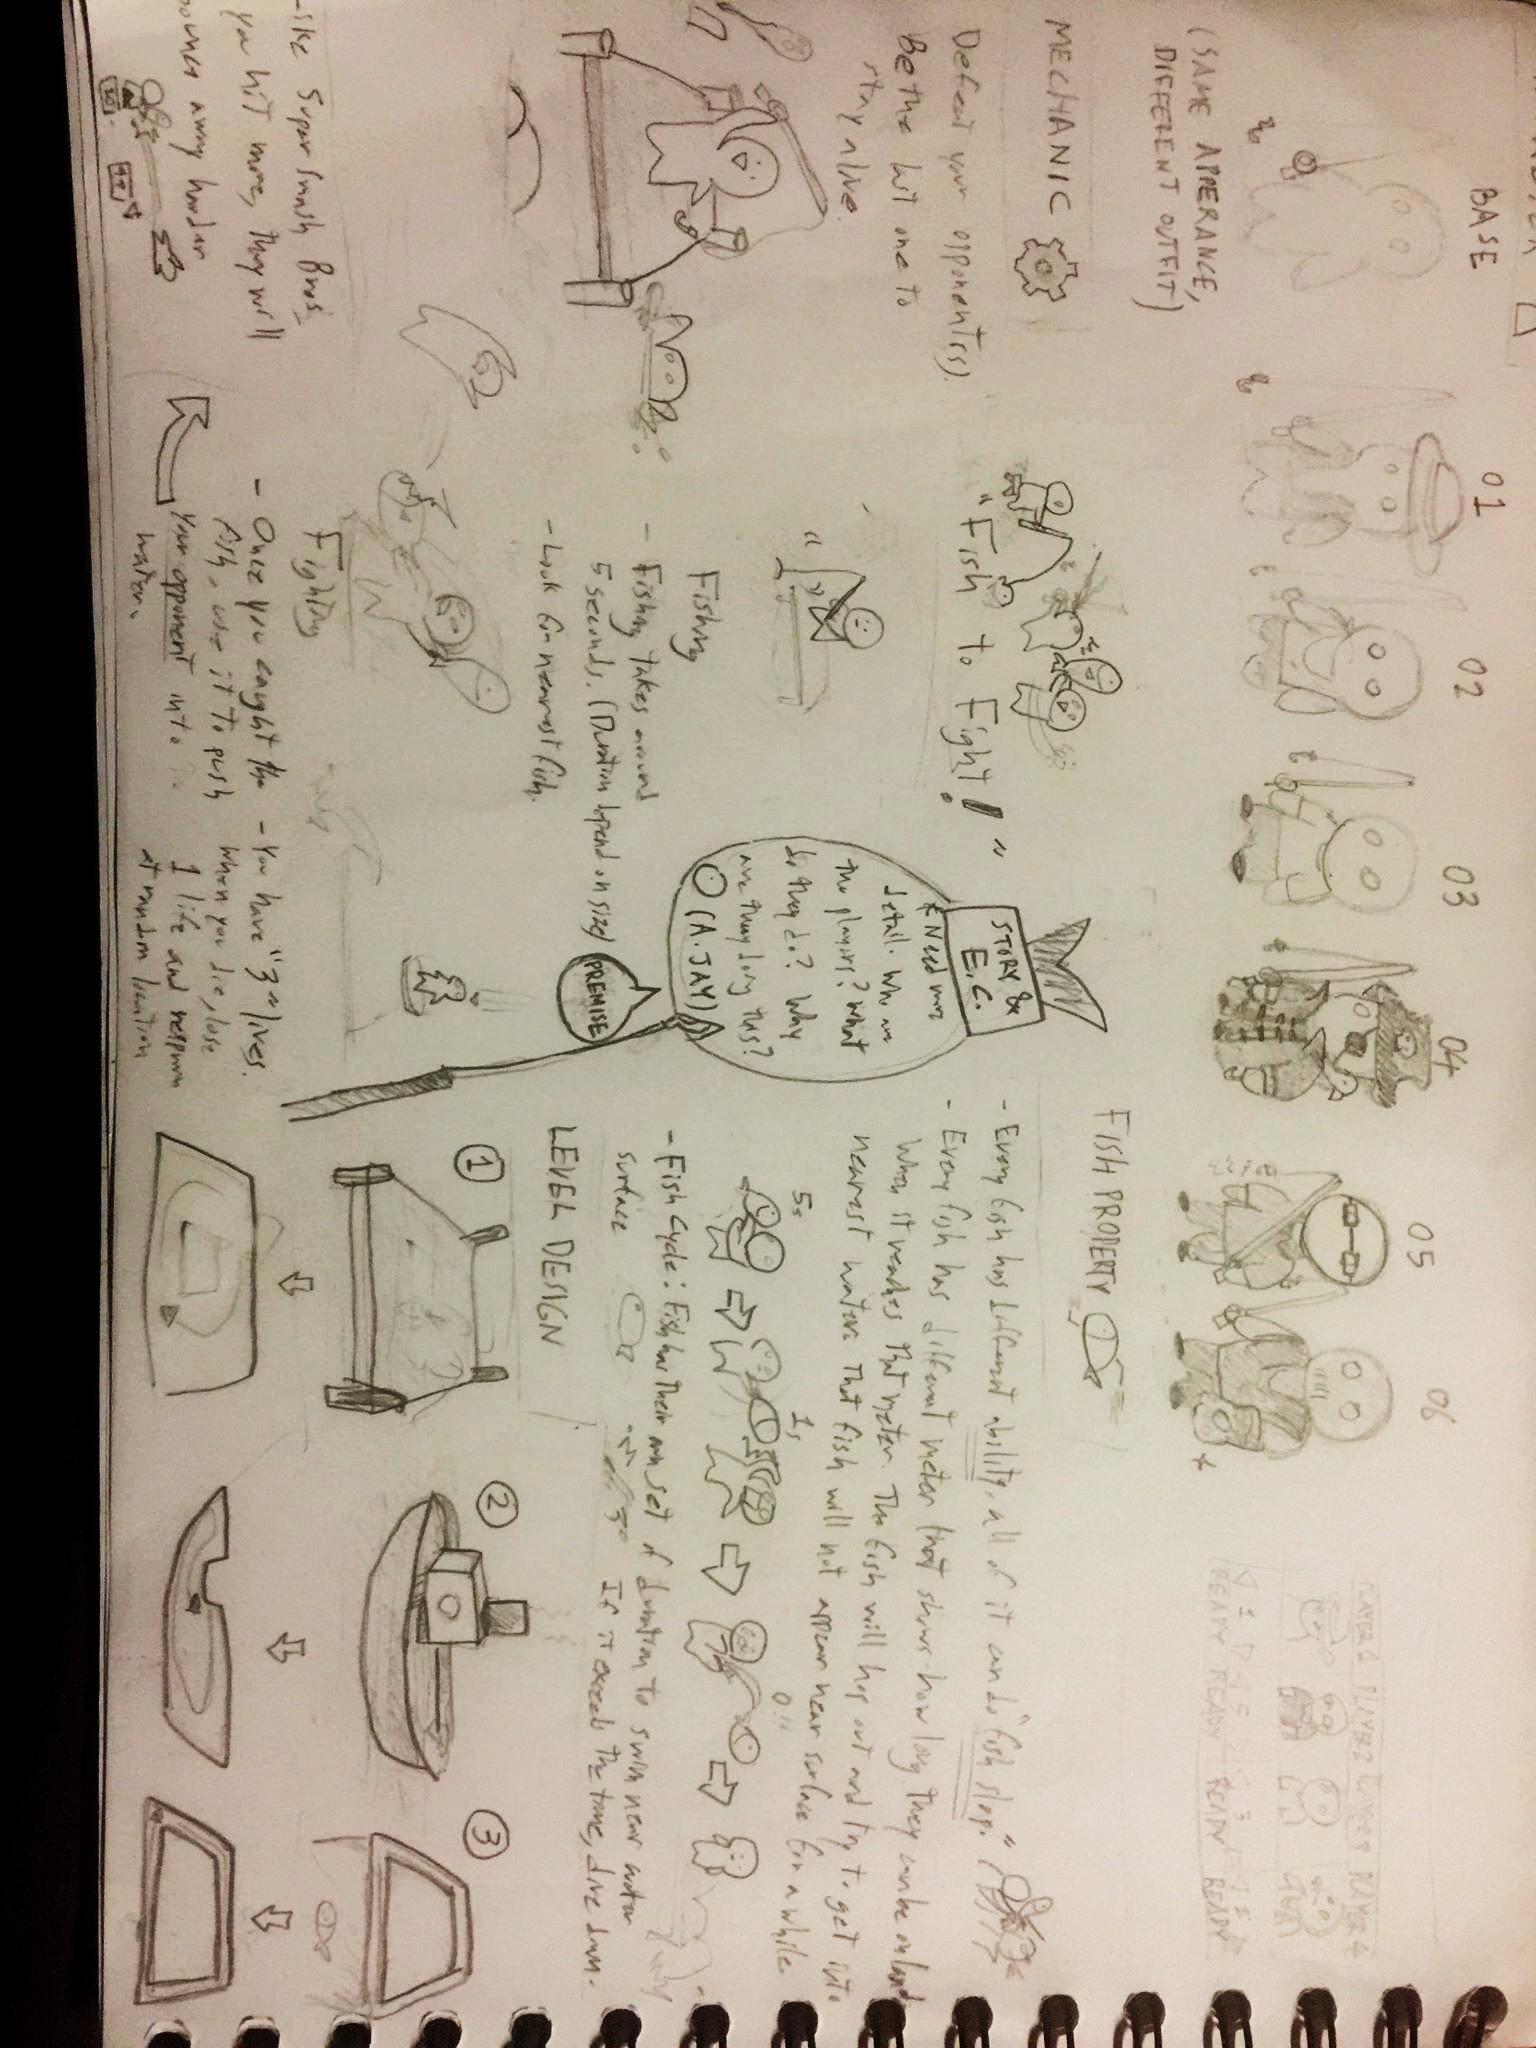 BASE
01
02
03
04
05
06
(SAME APPERANCE,
DIFFERENT OUTFIT)
PLAYER 1 PLAYER 2 PLAYER 3 PLAYER 4
READY READY READY READY
MECHANIC
Defeat your opponent(s).
Be the last one to
stay alive.
"Fish to Fight!"
STORY &
E.C.
* Need more
detail. Who are
the players? What
do they do? Why
are they doing this?
(A. JAY)
PREMISE
FISH PROPERTY
- Every fish has different ability, all of it can do "fish slap."
- Every fish has different meter that shows how long they can be on land
When it reaches that meter. The fish will hop out and try to get into
nearest water. That fish will not appear near surface for a while.
5s
1s
- Fish Cycle: Fish has their own set of duration to swim near water
surface
If it exceeds the time, dive down.
Fishing
- Fishing takes around
5 seconds. (Duration depend on size)
- Look for nearest fish.
Fighting
- Once you caught the
fish, use it to push
your opponent into
water.
- You have "3" lives.
When you die, lose
1 life and respawn
at random location
- Like Super Smash Bros,
you hit more, they will
bounce away harder
LEVEL DESIGN
1
2
3